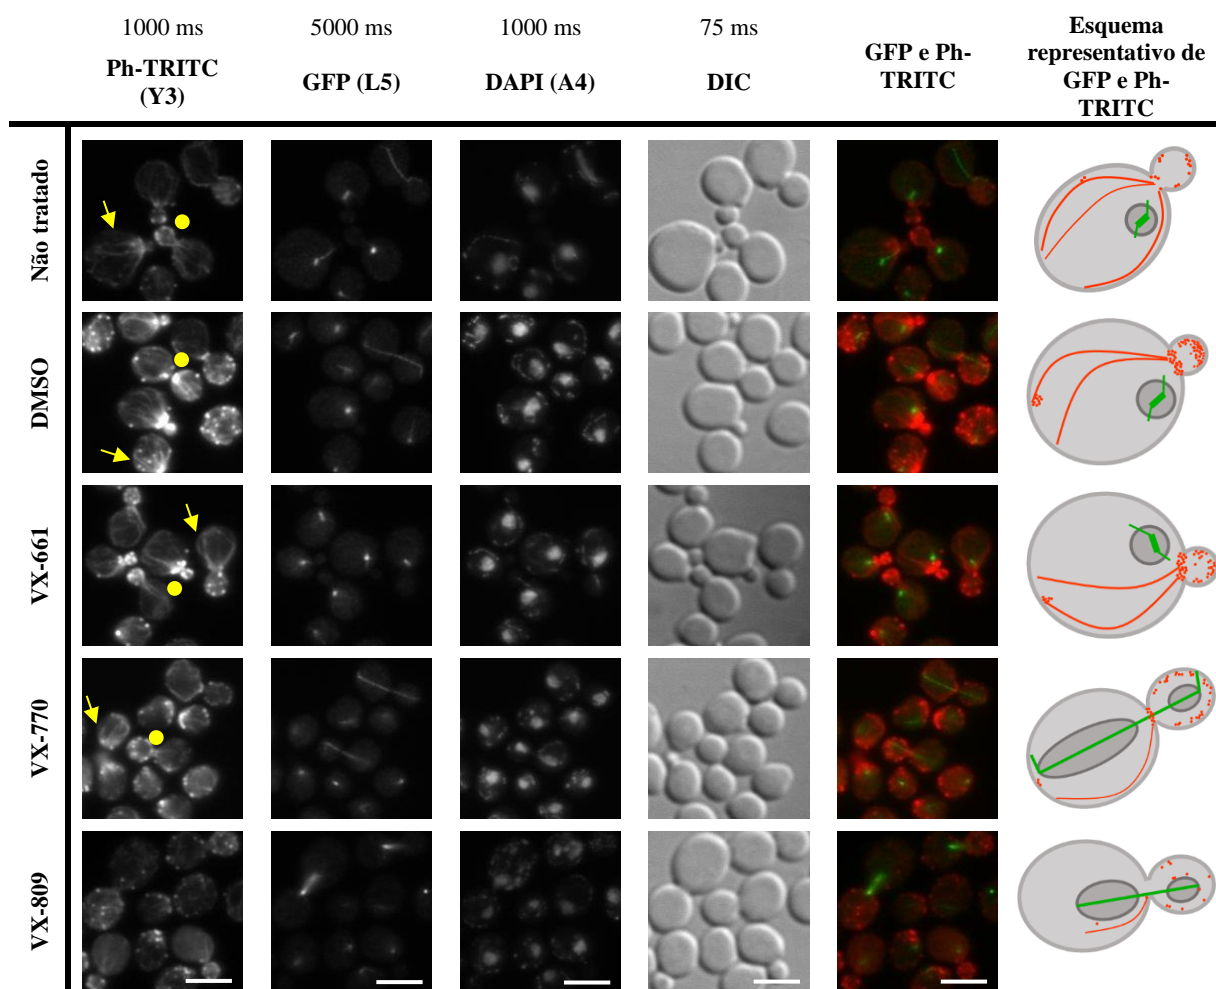 1000 ms
5000 ms
1000 ms
75 ms
Ph-TRITC
(Y3)
GFP (L5)
DAPI (A4)
DIC
GFP e Ph-
TRITC
Esquema
representativo de
GFP e Ph-
TRITC
Não tratado
DMSO
VX-661
VX-770
VX-809